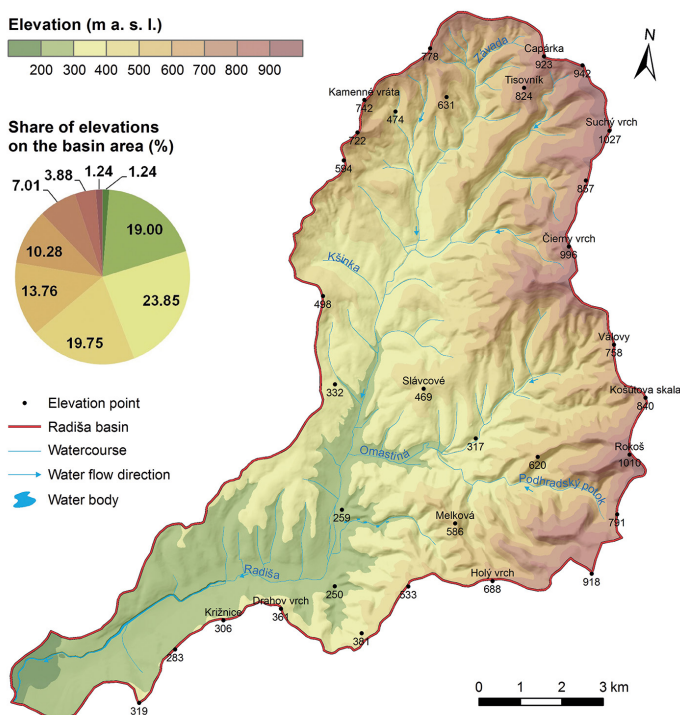 Elevation (m a. s. l.)
200 300 400 500 600 700 800 900
Share of elevations
on the basin area (%)
7.01 3.88 1.24 1.24
19.00
10.28
13.76
23.85
19.75
Elevation point
Radiša basin
Watercourse
Water flow direction
Water body
N
778
Závada
Capárka
923
942
Tisovník
824
Kamenné vráta
742
474
631
Suchý vrch
1027
722
594
857
Čierny vrch
996
Kšinka
498
Válovy
758
332
Slávcové
469
Košútova skala
840
317
Omastiná
620
Rokoš
1010
Podhradský potok
259
Melková
586
791
Radiša
250
533
Holý vrch
688
918
Drahov vrch
361
Križnice
306
381
283
319
0 1 2 3 km